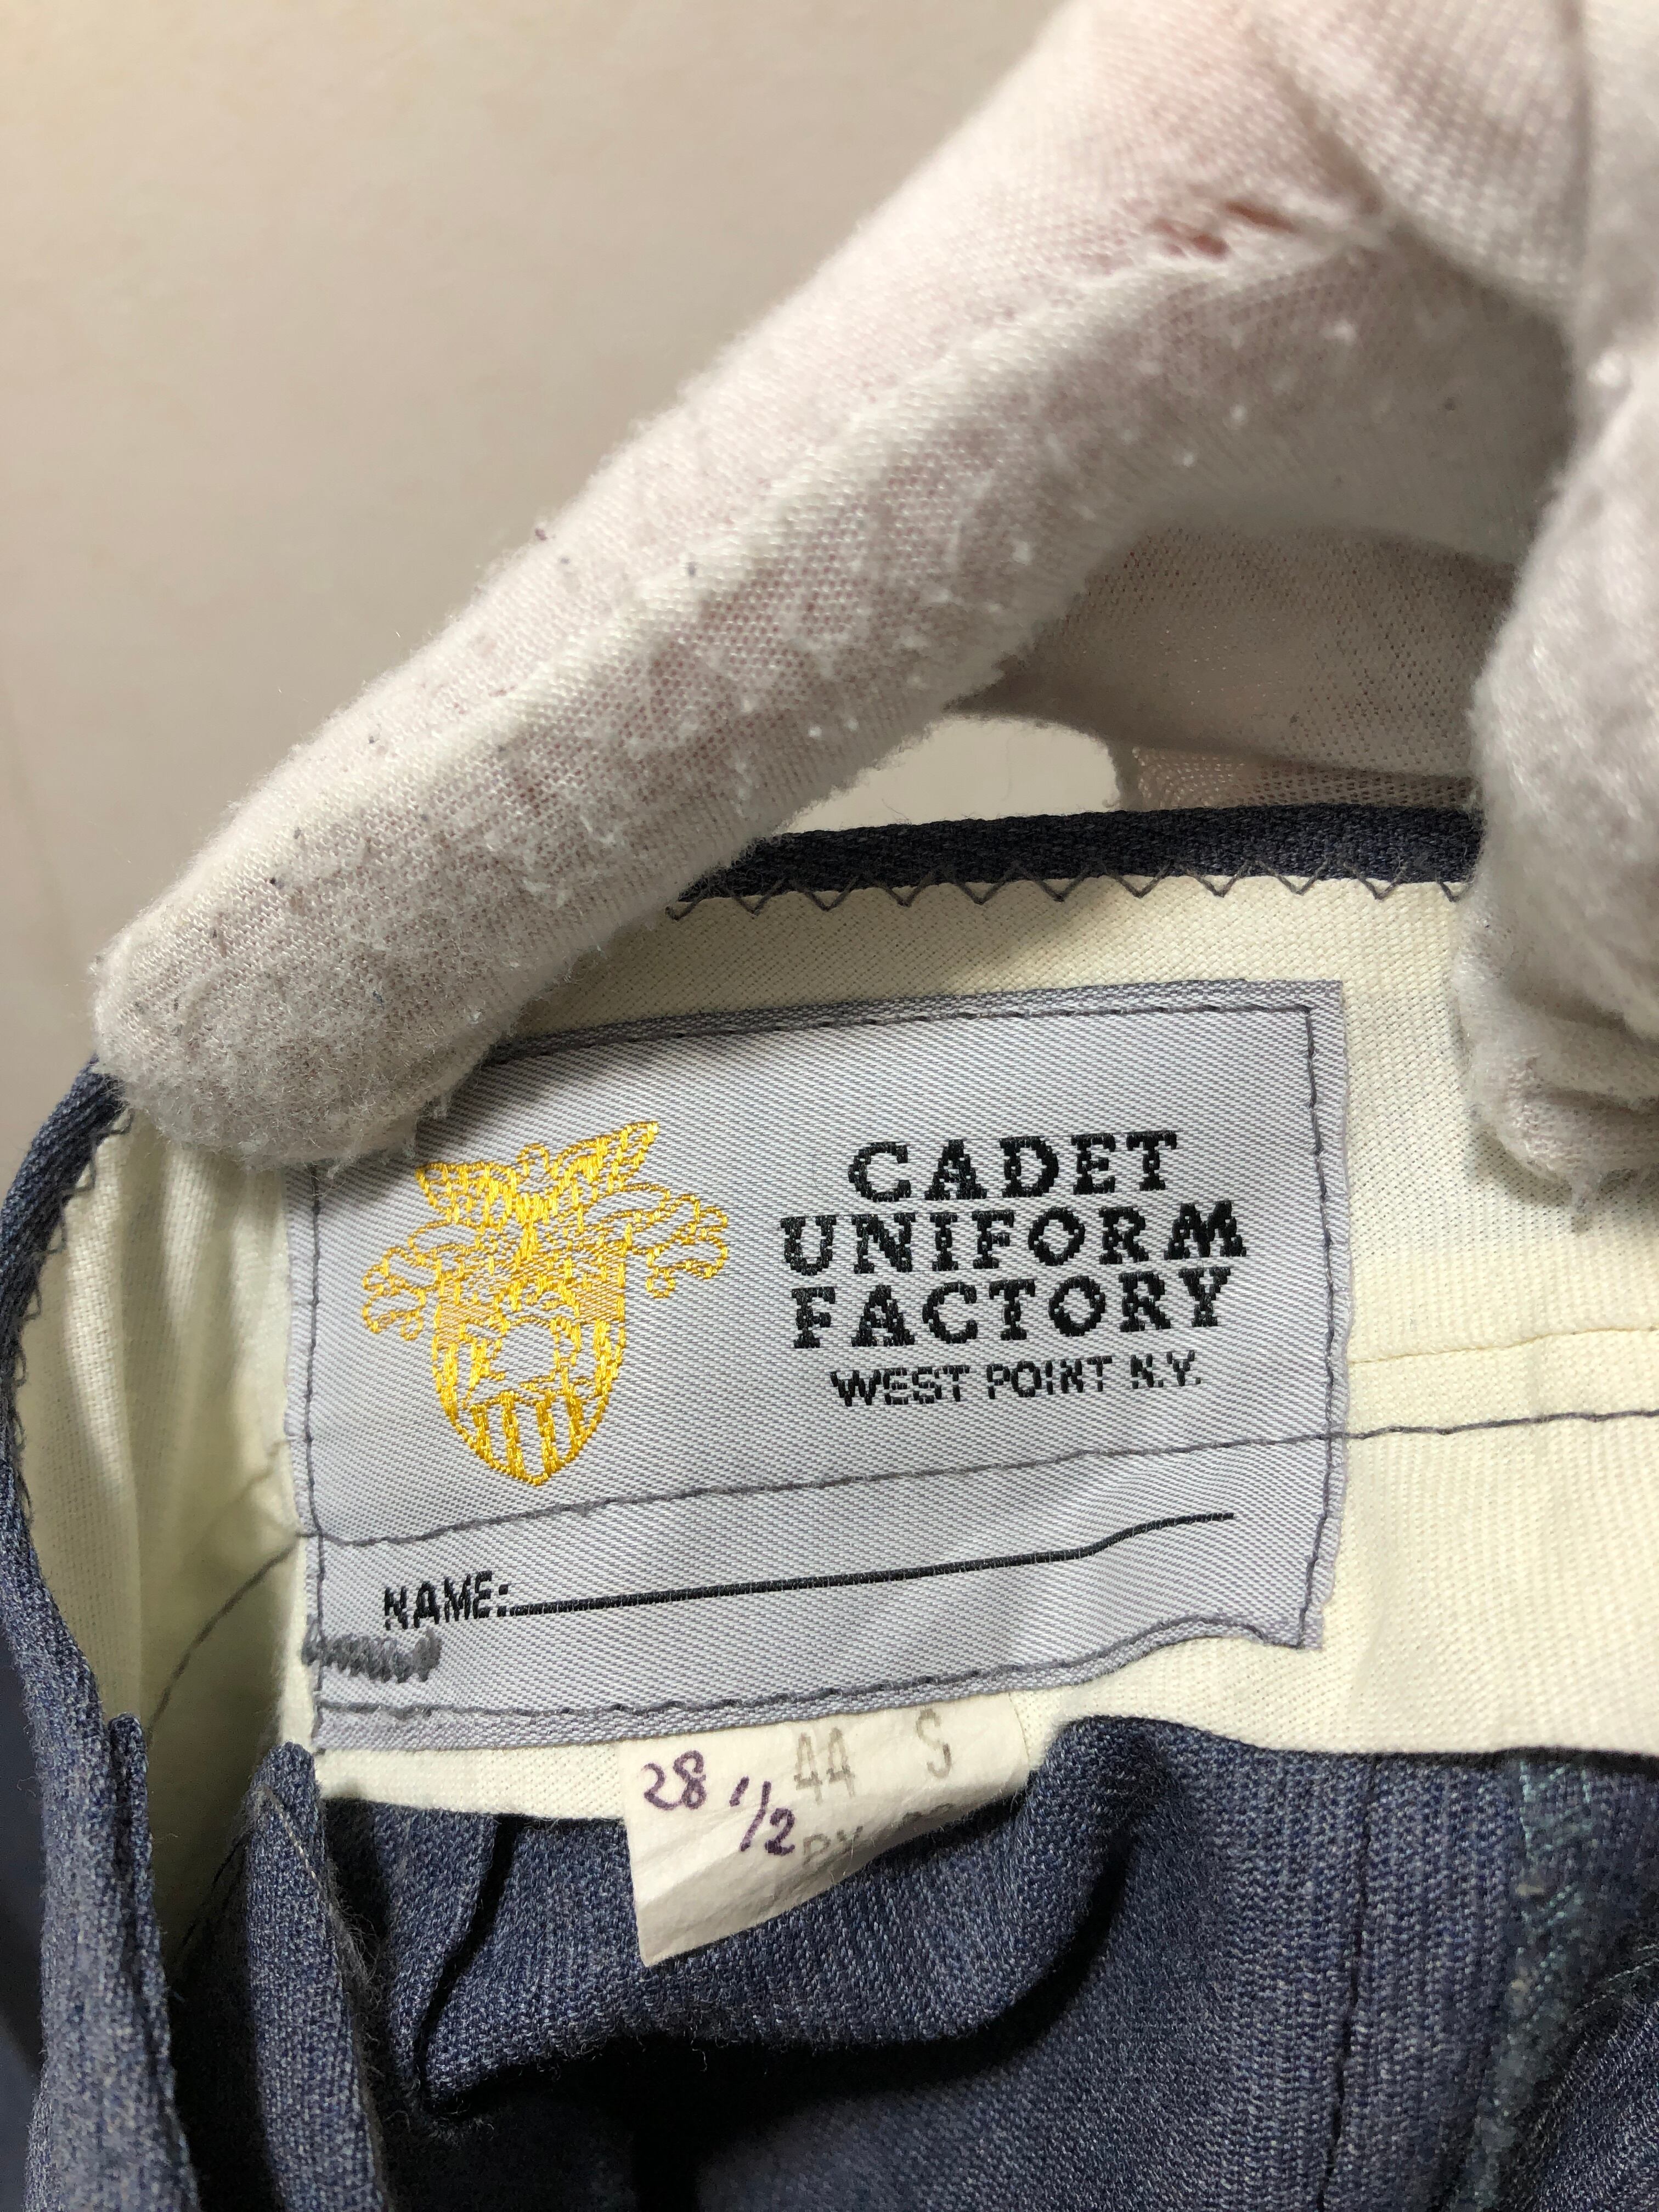 CADET
UNIFORM
FACTORY
WEST POINT N.Y.
NAME:
28 1/2 44 S